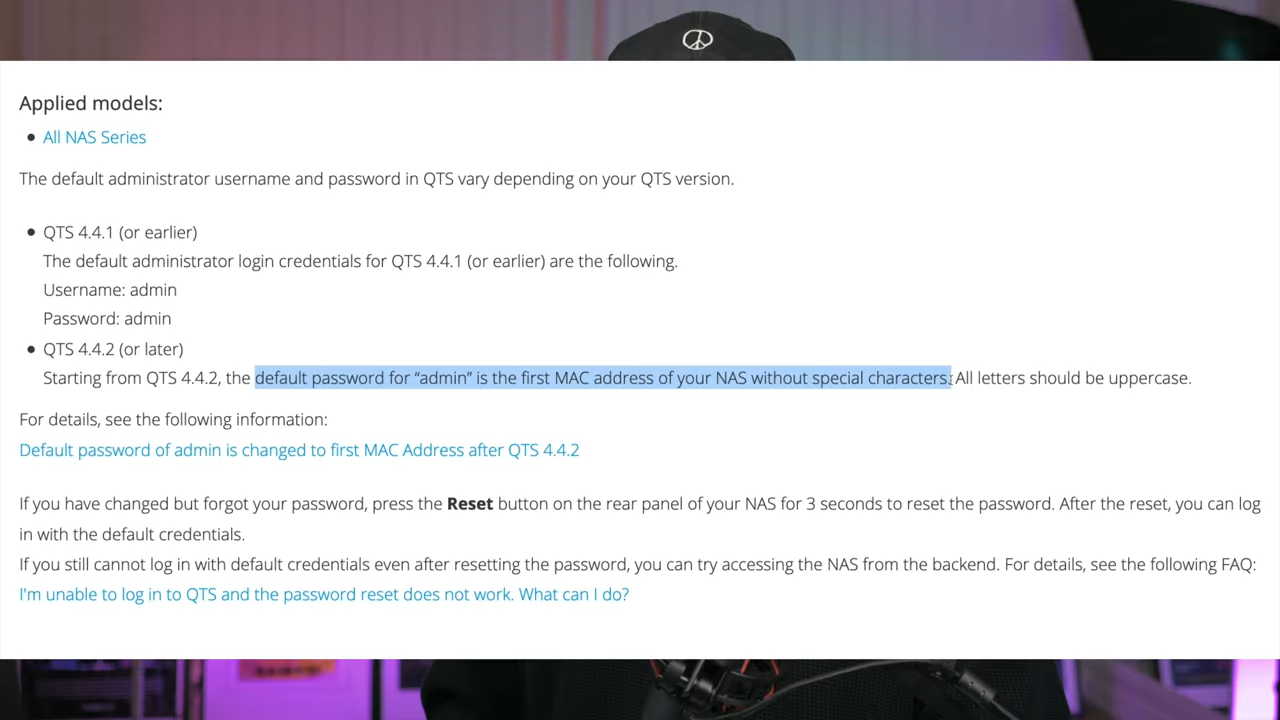 Applied models:
All NAS Series
The default administrator username and password in QTS vary depending on your QTS version.
QTS 4.4.1 (or earlier)
The default administrator login credentials for QTS 4.4.1 (or earlier) are the following.
Username: admin
Password: admin
QTS 4.4.2 (or later)
Starting from QTS 4.4.2, the default password for “admin” is the first MAC address of your NAS without special characters. All letters should be uppercase.
For details, see the following information:
Default password of admin is changed to first MAC Address after QTS 4.4.2
If you have changed but forgot your password, press the Reset button on the rear panel of your NAS for 3 seconds to reset the password. After the reset, you can log
in with the default credentials.
If you still cannot log in with default credentials even after resetting the password, you can try accessing the NAS from the backend. For details, see the following FAQ:
I'm unable to log in to QTS and the password reset does not work. What can I do?